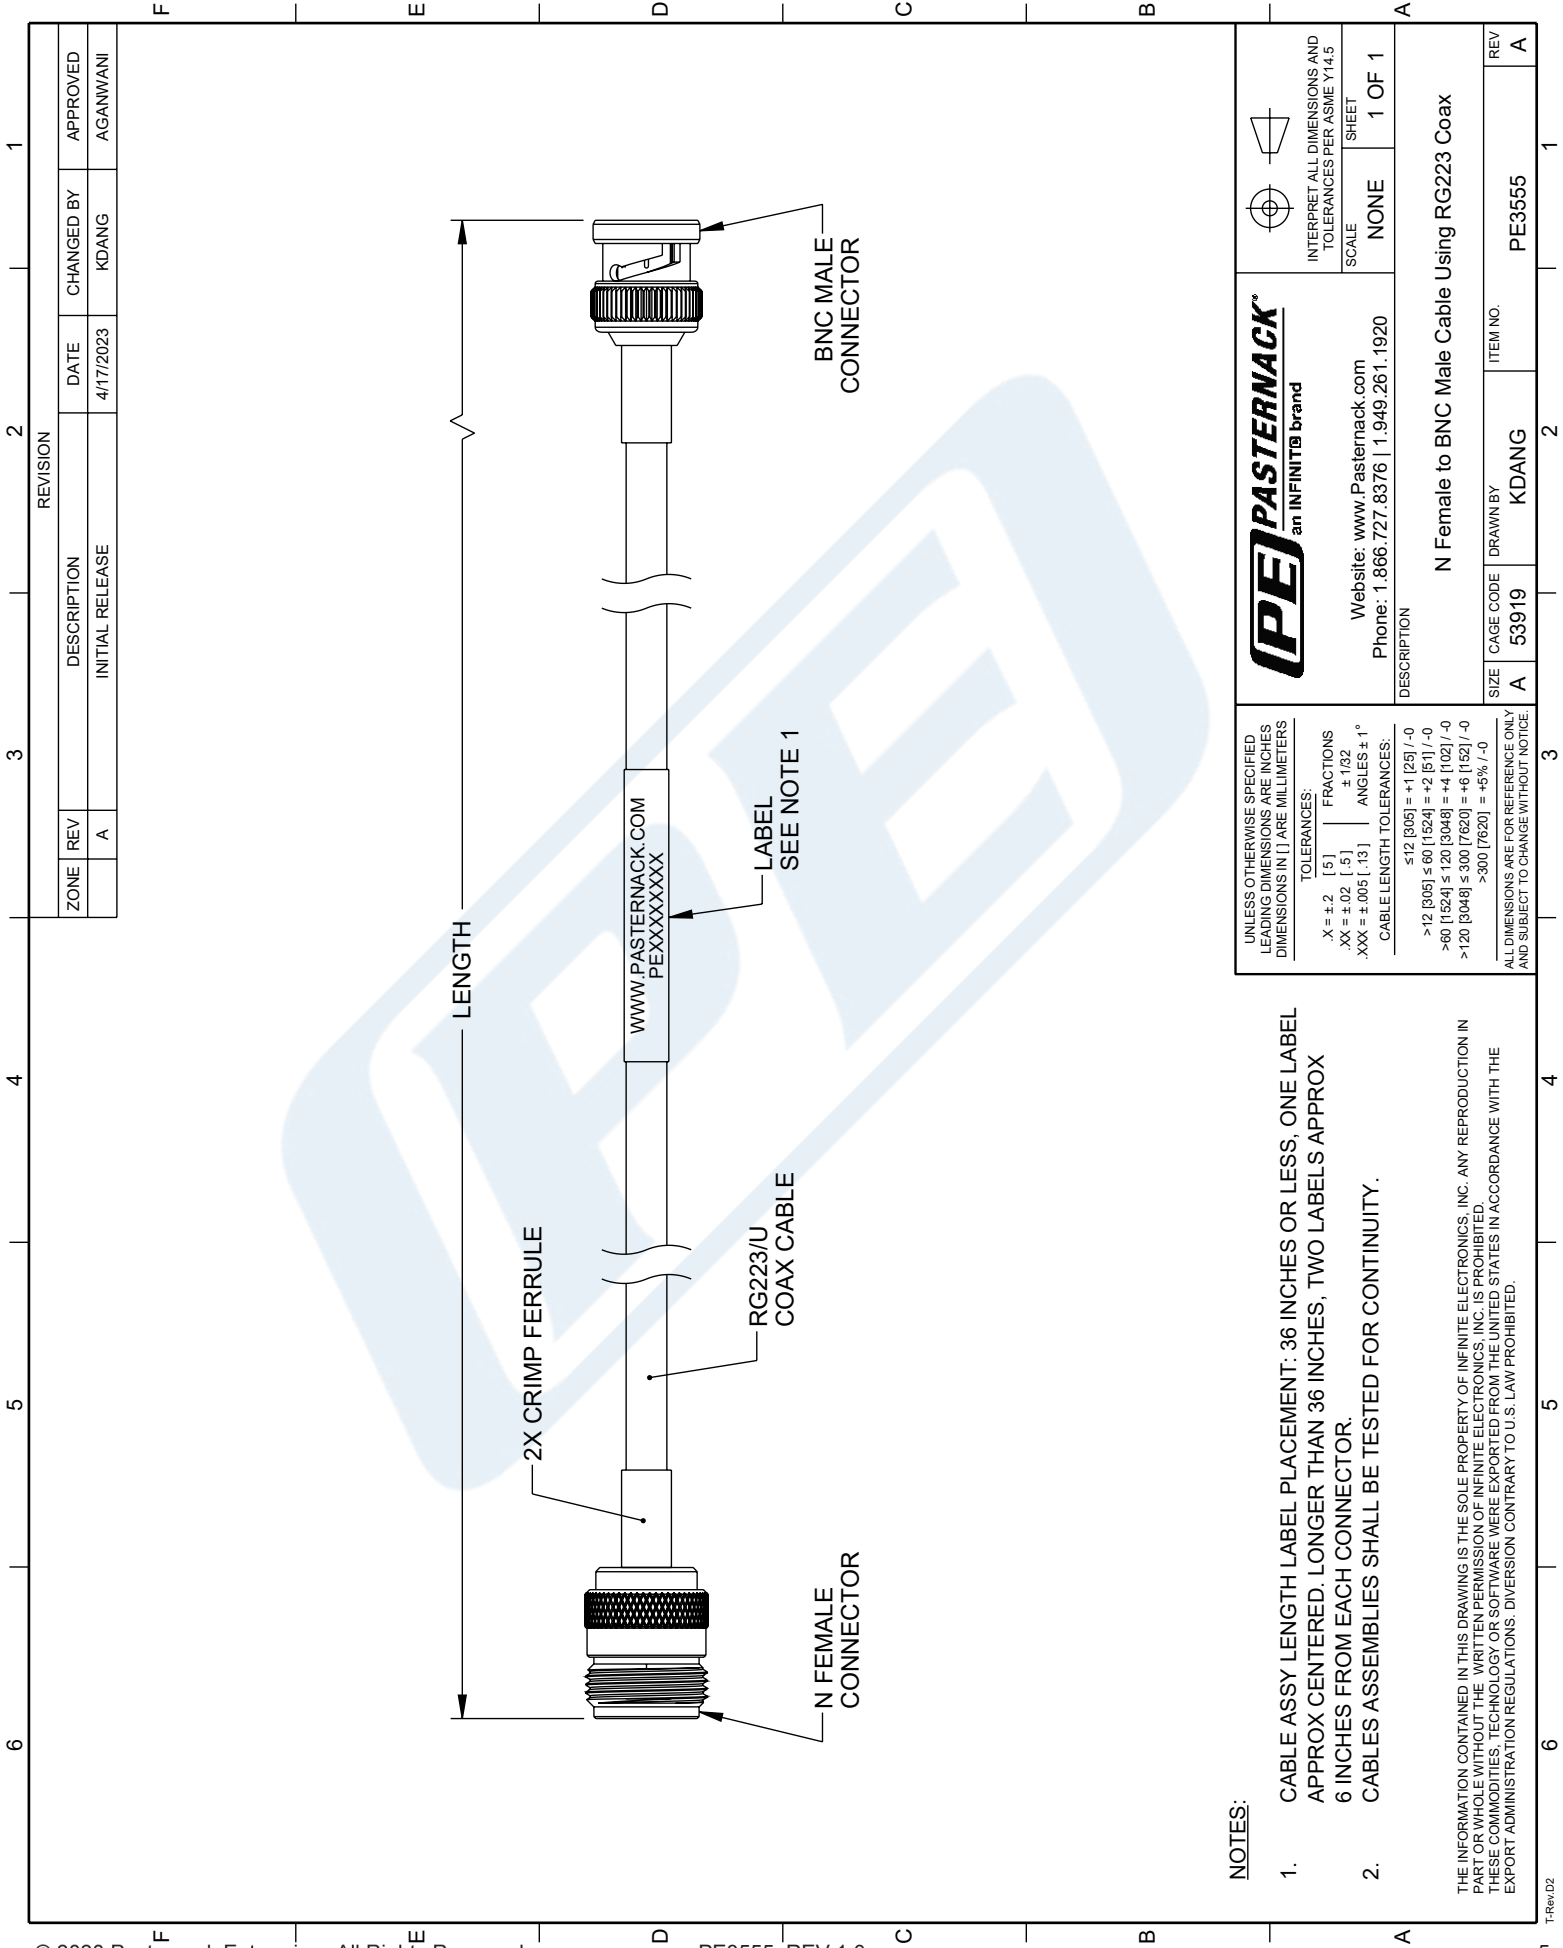 REVISION
ZONE REV DESCRIPTION DATE CHANGED BY APPROVED
A INITIAL RELEASE 4/17/2023 KDANG AGANWANI
6 5 4 3 2 1
F
E
D
C
B
A
F
E
D
C
B
A
LENGTH
2X CRIMP FERRULE
WWW.PASTERNACK.COM
PEXXXXXXXX
N FEMALE
CONNECTOR
RG223/U
COAX CABLE
LABEL
SEE NOTE 1
BNC MALE
CONNECTOR
NOTES:
1. CABLE ASSY LENGTH LABEL PLACEMENT: 36 INCHES OR LESS, ONE LABEL
APPROX CENTERED. LONGER THAN 36 INCHES, TWO LABELS APPROX
6 INCHES FROM EACH CONNECTOR.
2. CABLES ASSEMBLIES SHALL BE TESTED FOR CONTINUITY.
THE INFORMATION CONTAINED IN THIS DRAWING IS THE SOLE PROPERTY OF INFINITE ELECTRONICS, INC. ANY REPRODUCTION IN
PART OR WHOLE WITHOUT THE WRITTEN PERMISSION OF INFINITE ELECTRONICS, INC. IS PROHIBITED.
THESE COMMODITIES, TECHNOLOGY OR SOFTWARE WERE EXPORTED FROM THE UNITED STATES IN ACCORDANCE WITH THE
EXPORT ADMINISTRATION REGULATIONS. DIVERSION CONTRARY TO U.S. LAW PROHIBITED.
UNLESS OTHERWISE SPECIFIED
LEADING DIMENSIONS ARE INCHES
DIMENSIONS IN [ ] ARE MILLIMETERS
TOLERANCES:
.X = ±.2 [5] FRACTIONS
.XX = ±.02 [.5] ± 1/32
.XXX = ±.005 [.13] ANGLES ± 1°
CABLE LENGTH TOLERANCES:
≤12 [305] = +1 [25] / -0
>12 [305] ≤ 60 [1524] = +2 [51] / -0
>60 [1524] ≤ 120 [3048] = +4 [102] / -0
>120 [3048] ≤ 300 [7620] = +6 [152] / -0
>300 [7620] = +5% / -0
ALL DIMENSIONS ARE FOR REFERENCE ONLY
AND SUBJECT TO CHANGE WITHOUT NOTICE.
PE PASTERNACK®
an INFINITE brand
Website: www.Pasternack.com
Phone: 1.866.727.8376 | 1.949.261.1920
INTERPRET ALL DIMENSIONS AND
TOLERANCES PER ASME Y14.5
SCALE SHEET
NONE 1 OF 1
DESCRIPTION
N Female to BNC Male Cable Using RG223 Coax
SIZE CAGE CODE DRAWN BY ITEM NO. REV
A 53919 KDANG PE3555 A
6 5 4 3 2 1
T-Rev.D2